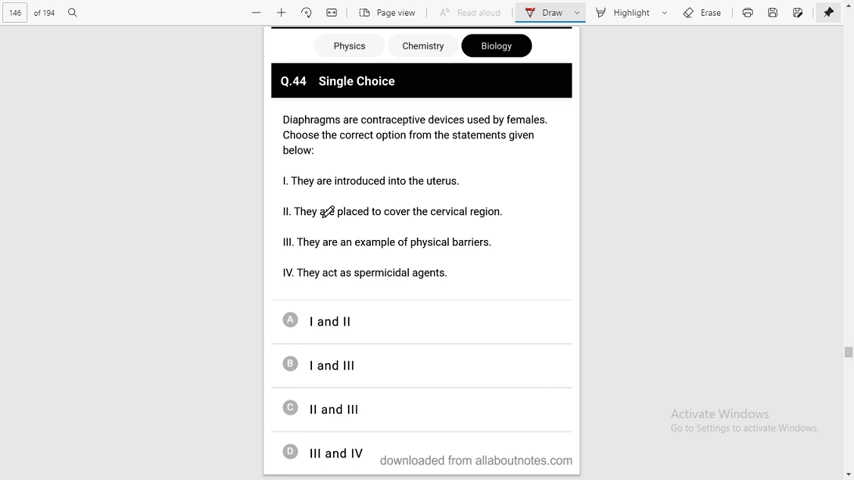 146 of 194 Page view Read aloud Draw Highlight Erase
Physics Chemistry Biology
Q.44 Single Choice
Diaphragms are contraceptive devices used by females.
Choose the correct option from the statements given
below:
I. They are introduced into the uterus.
II. They are placed to cover the cervical region.
III. They are an example of physical barriers.
IV. They act as spermicidal agents.
A I and II
B I and III
C II and III
D III and IV
downloaded from allaboutnotes.com
Activate Windows
Go to Settings to activate Windows.